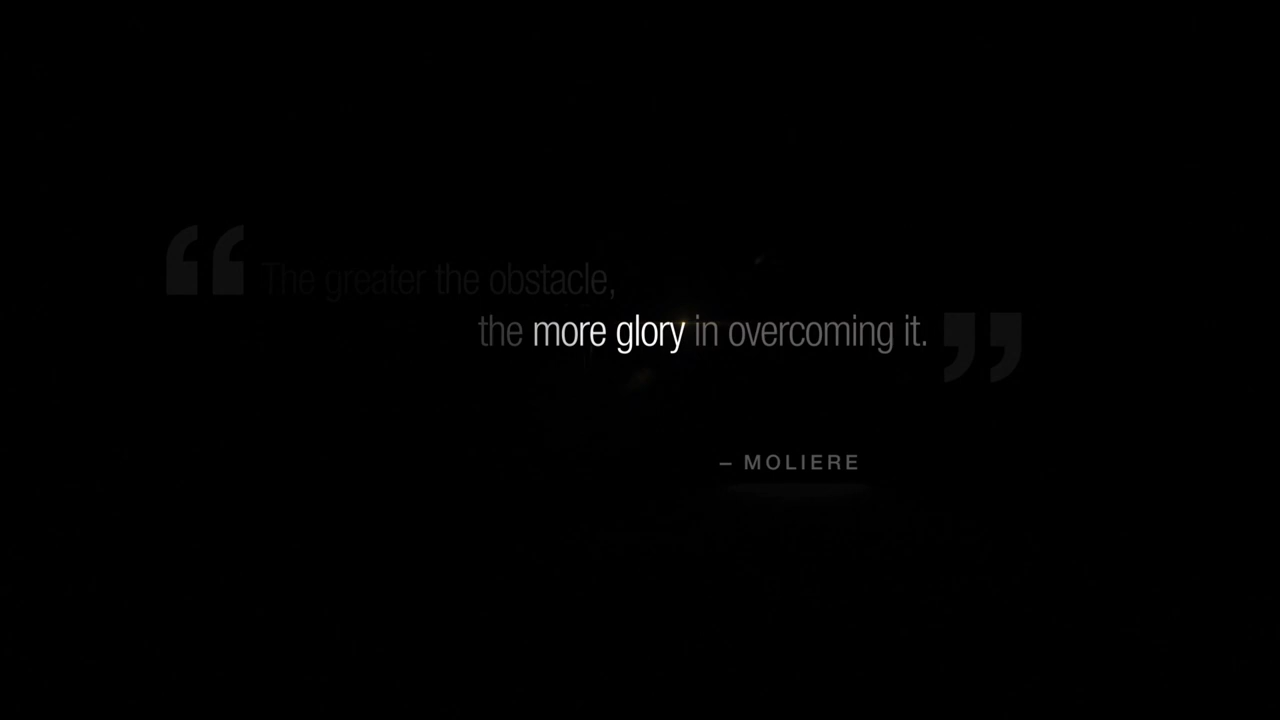 “ The greater the obstacle,
the more glory in overcoming it. ”
– MOLIERE